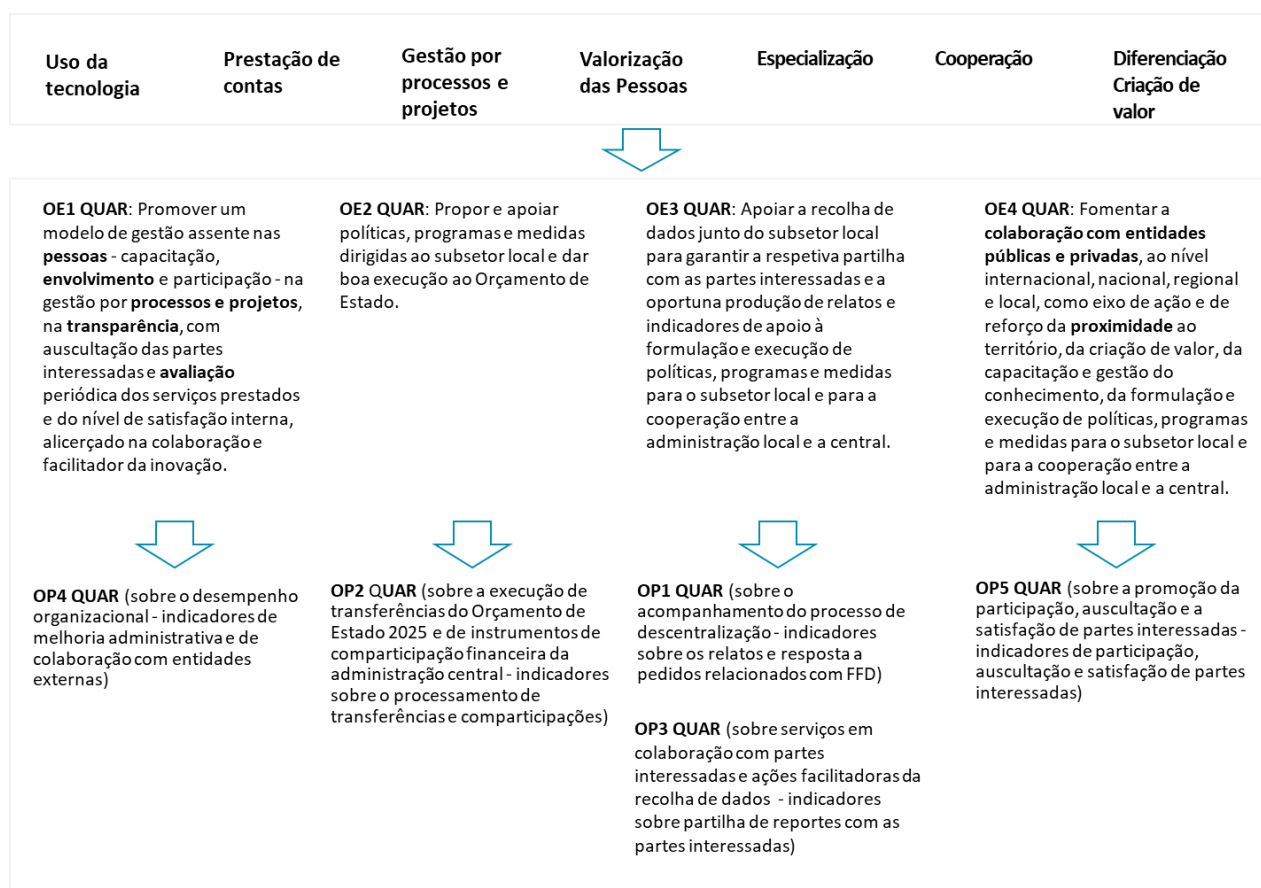 Uso da
tecnologia
Prestação de
contas
Gestão por
processos e
projetos
Valorização
das Pessoas
Especialização
Cooperação
Diferenciação
Criação de
valor
OE1 QUAR: Promover um
modelo de gestão assente nas
pessoas - capacitação,
envolvimento e participação - na
gestão por processos e projetos,
na transparência, com
auscultação das partes
interessadas e avaliação
periódica dos serviços prestados
e do nível de satisfação interna,
alicerçado na colaboração e
facilitador da inovação.
OE2 QUAR: Propor e apoiar
políticas, programas e medidas
dirigidas ao subsetor local e dar
boa execução ao Orçamento de
Estado.
OE3 QUAR: Apoiar a recolha de
dados junto do subsetor local
para garantir a respetiva partilha
com as partes interessadas e a
oportuna produção de relatos e
indicadores de apoio à
formulação e execução de
políticas, programas e medidas
para o subsetor local e para a
cooperação entre a
administração local e a central.
OE4 QUAR: Fomentar a
colaboração com entidades
públicas e privadas, ao nível
internacional, nacional, regional
e local, como eixo de ação e de
reforço da proximidade ao
território, da criação de valor, da
capacitação e gestão do
conhecimento, da formulação e
execução de políticas, programas
e medidas para o subsetor local e
para a cooperação entre a
administração local e a central.
OP4 QUAR (sobre o desempenho
organizacional - indicadores de
melhoria administrativa e de
colaboração com entidades
externas)
OP2 QUAR (sobre a execução de
transferências do Orçamento de
Estado 2025 e de instrumentos de
comparticipação financeira da
administração central - indicadores
sobre o processamento de
transferências e comparticipações)
OP1 QUAR (sobre o
acompanhamento do processo de
descentralização - indicadores
sobre os relatos e resposta a
pedidos relacionados com FFD)
OP3 QUAR (sobre serviços em
colaboração com partes
interessadas e ações facilitadoras da
recolha de dados - indicadores
sobre partilha de reportes com as
partes interessadas)
OP5 QUAR (sobre a promoção da
participação, auscultação e a
satisfação de partes interessadas -
indicadores de participação,
auscultação e satisfação de partes
interessadas)